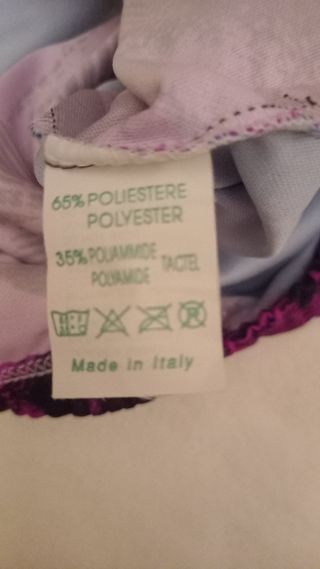 65% POLIESTERE
POLYESTER
35% POLIAMMIDE TACTEL
POLYAMIDE
Made in Italy